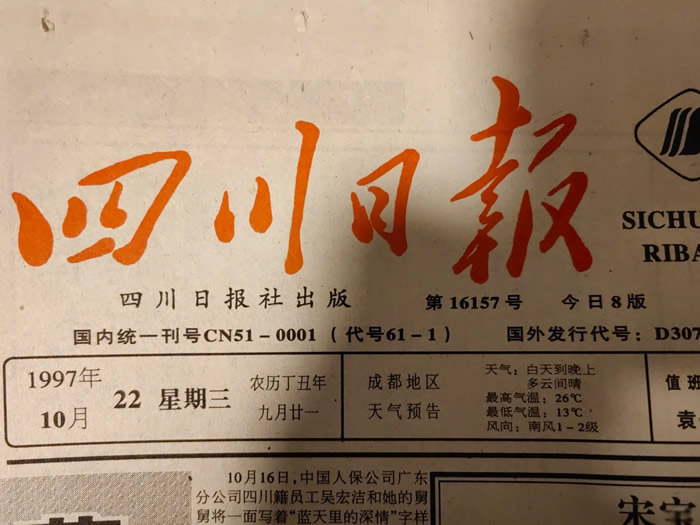 四川日報
SICHU
RIBA
四川日报社出版 第16157号 今日8版
国内统一刊号CN51-0001（代号61-1） 国外发行代号：D307
1997年
10月
22 星期三
农历丁丑年
九月廿一
成都地区
天气预告
天气：白天到晚上
多云间晴
最高气温：26℃
最低气温：13℃
风向：南风1-2级
值班
袁
10月16日，中国人保公司广东
分公司四川籍员工吴宏洁和她的舅
舅将一面写着“蓝天里的深情”字样